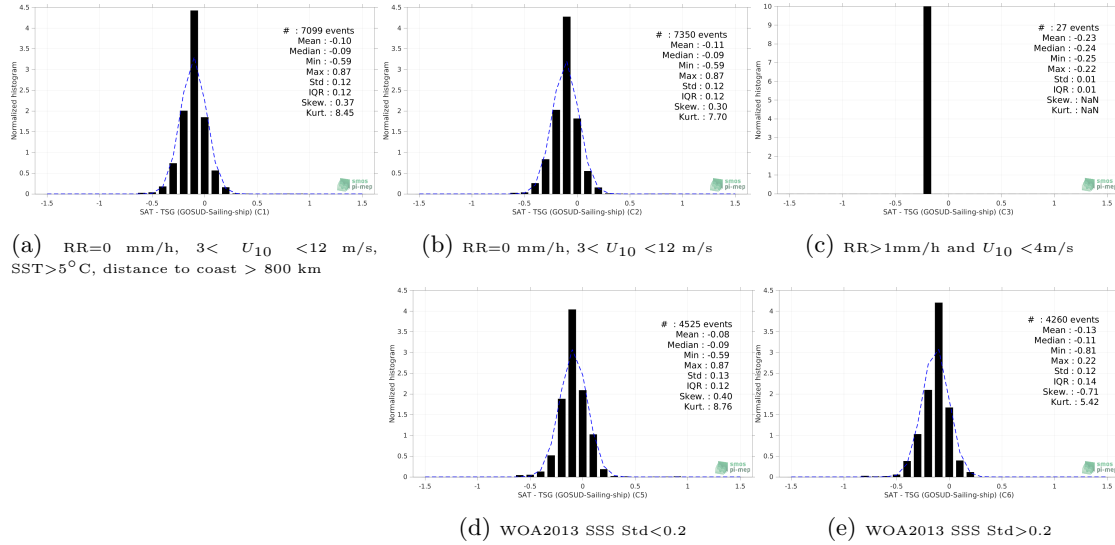 4.5
4
3.5
3
2.5
2
1.5
1
0.5
0
Normalized histogram
# : 7099 events
Mean : -0.10
Median : -0.09
Min : -0.59
Max : 0.87
Std : 0.12
IQR : 0.12
Skew. : 0.37
Kurt. : 8.45
smos
pi-mep
-1.5 -1 -0.5 0 0.5 1 1.5
SAT - TSG (GOSUD-Sailing-ship) (C1)
(a) RR=0 mm/h, 3< U10 <12 m/s,
SST>5°C, distance to coast > 800 km
4.5
4
3.5
3
2.5
2
1.5
1
0.5
0
Normalized histogram
# : 7350 events
Mean : -0.11
Median : -0.09
Min : -0.59
Max : 0.87
Std : 0.12
IQR : 0.12
Skew. : 0.30
Kurt. : 7.70
smos
pi-mep
-1.5 -1 -0.5 0 0.5 1 1.5
SAT - TSG (GOSUD-Sailing-ship) (C2)
(b) RR=0 mm/h, 3< U10 <12 m/s
10
9
8
7
6
5
4
3
2
1
0
Normalized histogram
# : 27 events
Mean : -0.23
Median : -0.24
Min : -0.25
Max : -0.22
Std : 0.01
IQR : 0.01
Skew. : NaN
Kurt. : NaN
smos
pi-mep
-1.5 -1 -0.5 0 0.5 1 1.5
SAT - TSG (GOSUD-Sailing-ship) (C3)
(c) RR>1mm/h and U10 <4m/s
4.5
4
3.5
3
2.5
2
1.5
1
0.5
0
Normalized histogram
# : 4525 events
Mean : -0.08
Median : -0.09
Min : -0.59
Max : 0.87
Std : 0.13
IQR : 0.12
Skew. : 0.40
Kurt. : 8.76
smos
pi-mep
-1.5 -1 -0.5 0 0.5 1 1.5
SAT - TSG (GOSUD-Sailing-ship) (C5)
(d) WOA2013 SSS Std<0.2
4.5
4
3.5
3
2.5
2
1.5
1
0.5
0
Normalized histogram
# : 4260 events
Mean : -0.13
Median : -0.11
Min : -0.81
Max : 0.22
Std : 0.12
IQR : 0.14
Skew. : -0.71
Kurt. : 5.42
smos
pi-mep
-1.5 -1 -0.5 0 0.5 1 1.5
SAT - TSG (GOSUD-Sailing-ship) (C6)
(e) WOA2013 SSS Std>0.2